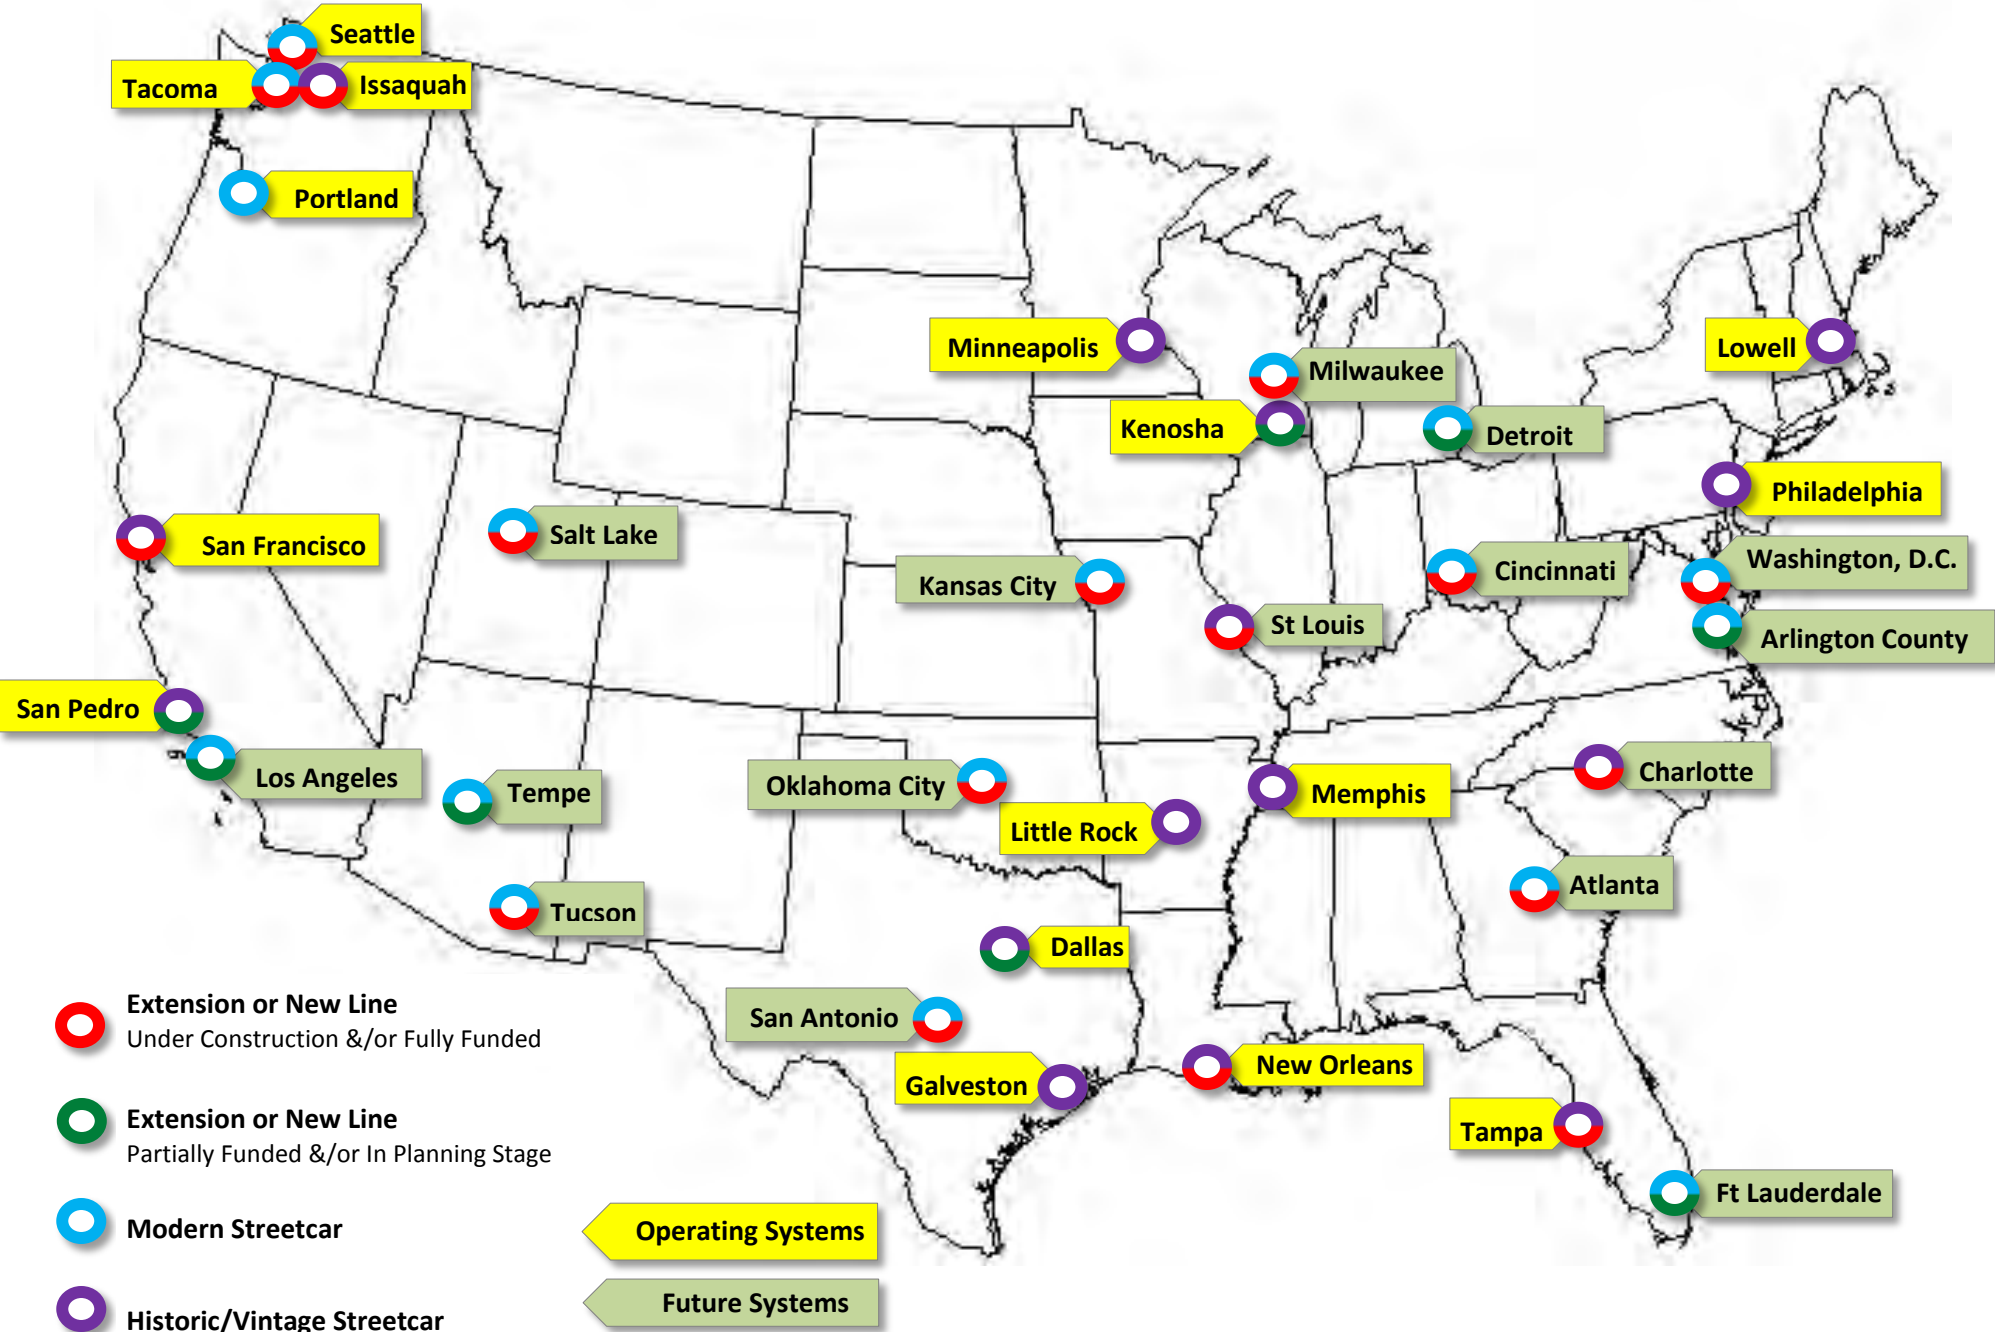 Seattle
Tacoma
Issaquah
Portland
Minneapolis
Lowell
Milwaukee
Kenosha
Detroit
Philadelphia
San Francisco
Salt Lake
Kansas City
Cincinnati
Washington, D.C.
St Louis
Arlington County
San Pedro
Los Angeles
Tempe
Oklahoma City
Memphis
Charlotte
Little Rock
Atlanta
Tucson
Dallas
San Antonio
Galveston
New Orleans
Tampa
Ft Lauderdale
Extension or New Line
Under Construction &/or Fully Funded
Extension or New Line
Partially Funded &/or In Planning Stage
Modern Streetcar
Historic/Vintage Streetcar
Operating Systems
Future Systems